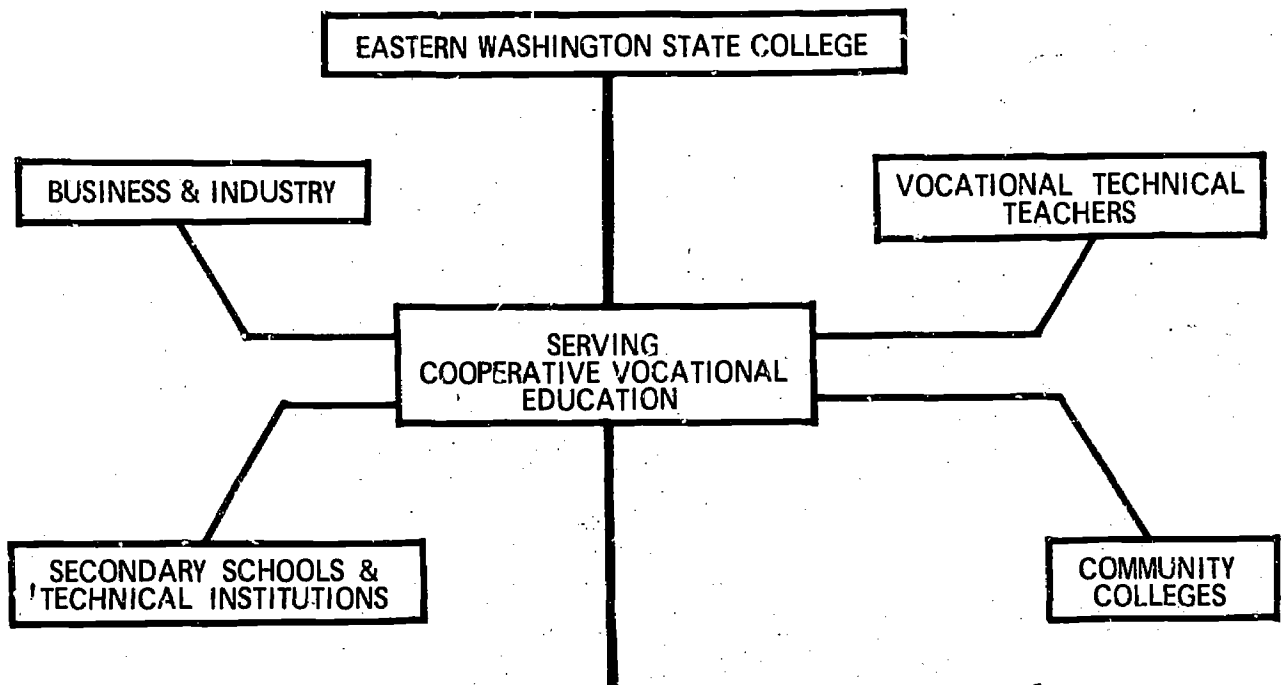 EASTERN WASHINGTON STATE COLLEGE
BUSINESS & INDUSTRY
VOCATIONAL TECHNICAL
TEACHERS
SERVING
COOPERATIVE VOCATIONAL
EDUCATION
SECONDARY SCHOOLS &
TECHNICAL INSTITUTIONS
COMMUNITY
COLLEGES